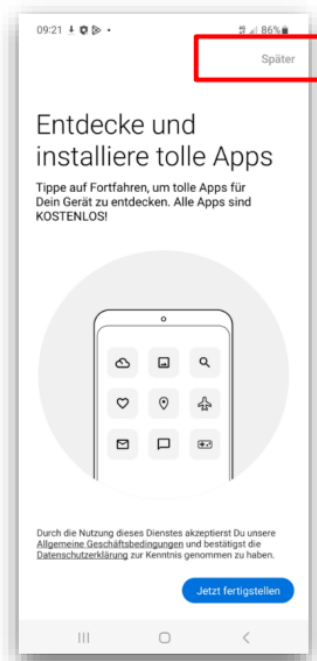 09:21
86%
Später
Entdecke und
installiere tolle Apps
Tippe auf Fortfahren, um tolle Apps für
Dein Gerät zu entdecken. Alle Apps sind
KOSTENLOS!
Durch die Nutzung dieses Dienstes akzeptierst Du unsere
Allgemeine Geschäftsbedingungen und bestätigst die
Datenschutzerklärung zur Kenntnis genommen zu haben.
Jetzt fertigstellen